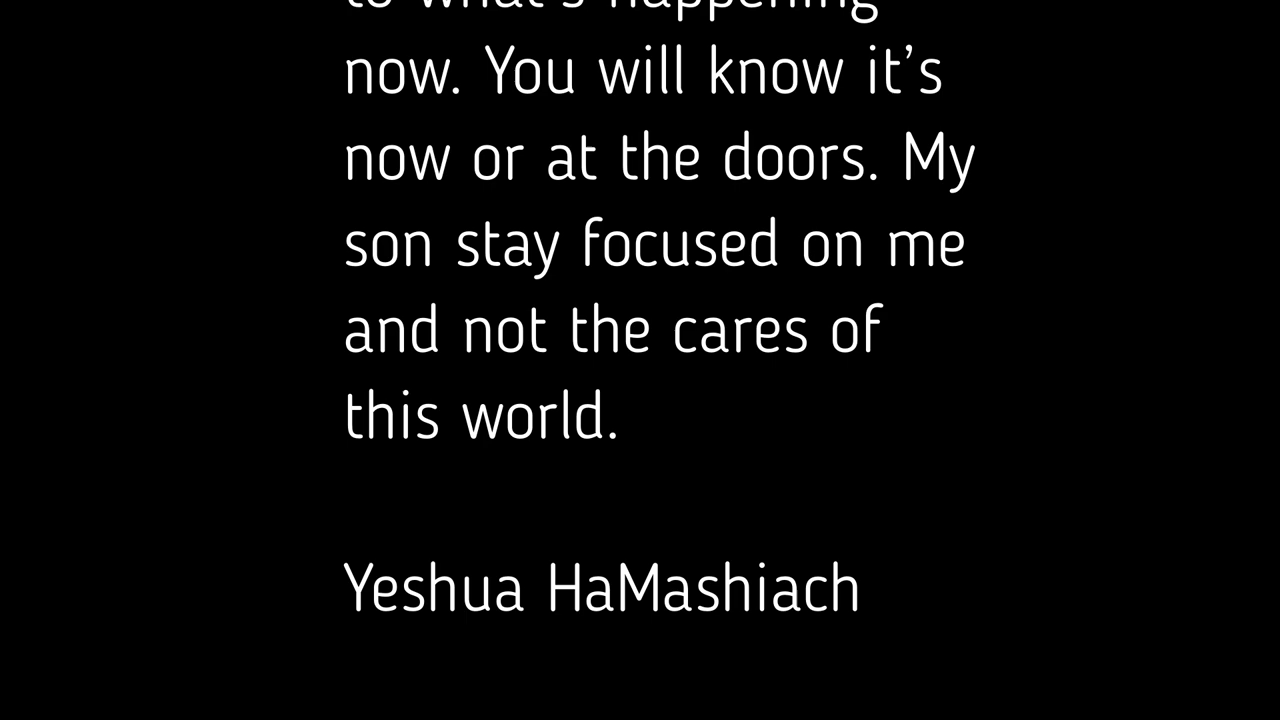 to what's happening
now. You will know it’s
now or at the doors. My
son stay focused on me
and not the cares of
this world.
Yeshua HaMashiach